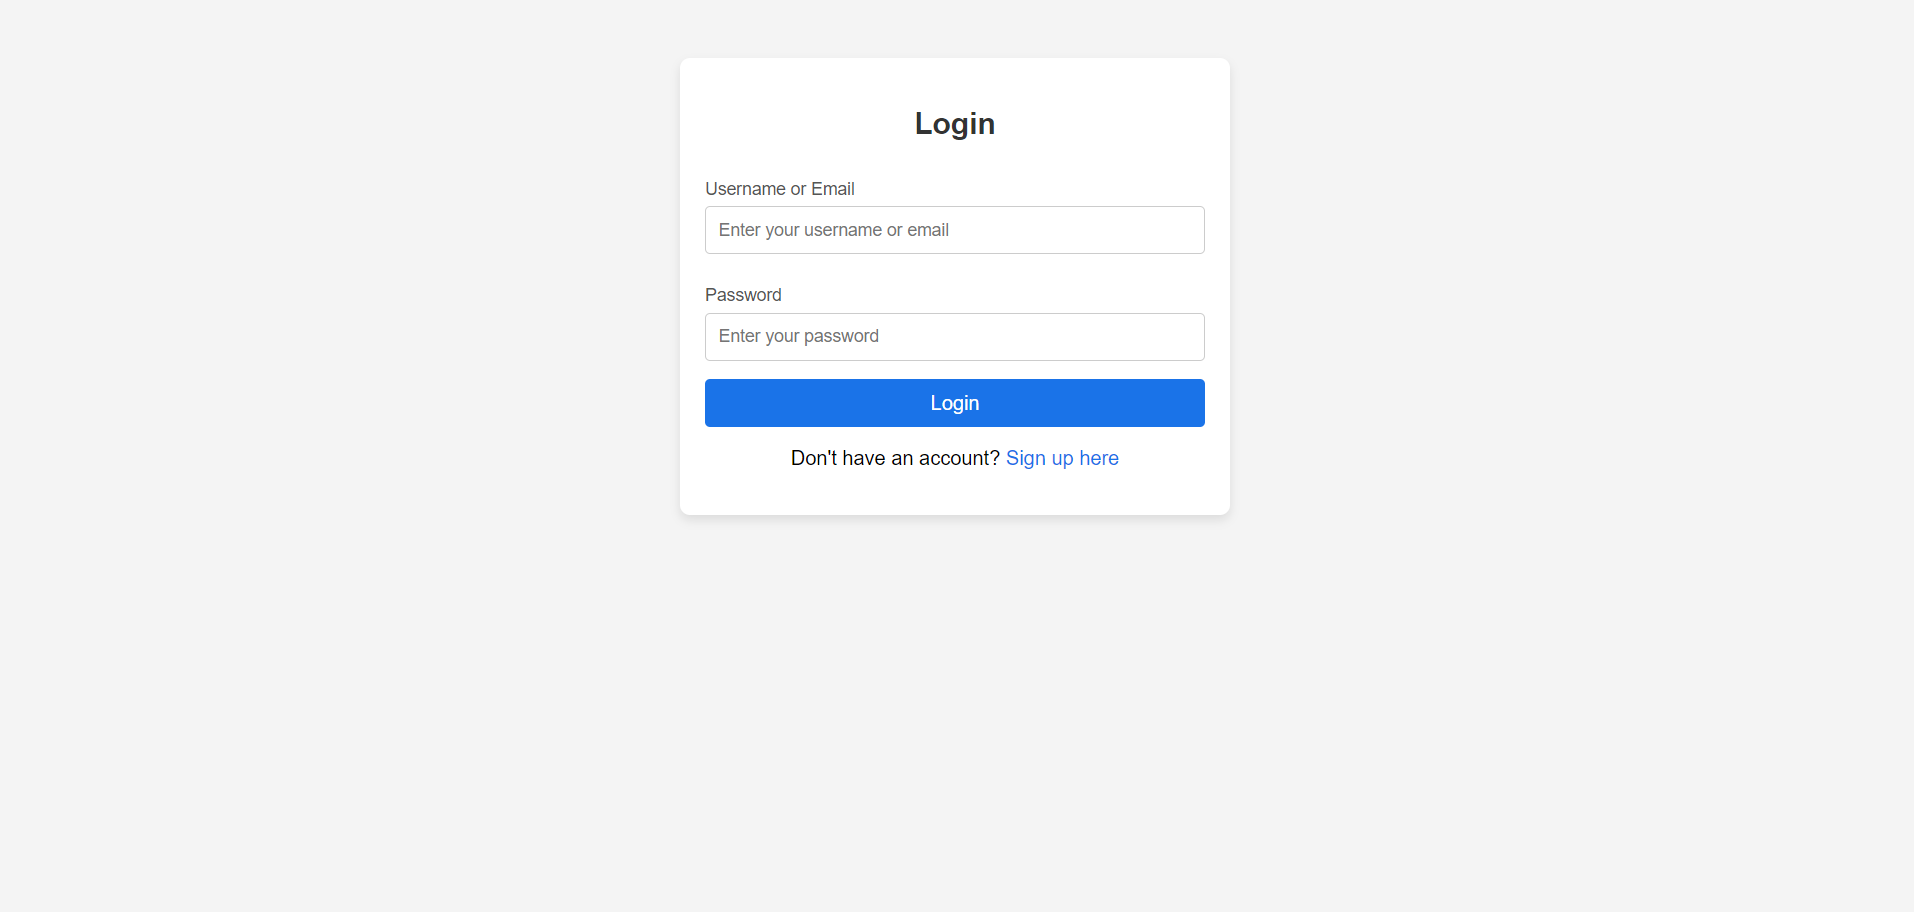 Login
Username or Email
Enter your username or email
Password
Enter your password
Login
Don't have an account? Sign up here